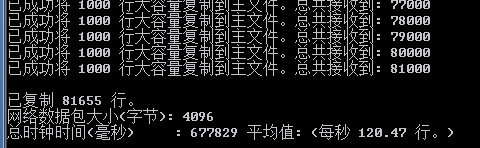 已成功将 1000 行大容量复制到主文件。总共接收到: 77000
已成功将 1000 行大容量复制到主文件。总共接收到: 78000
已成功将 1000 行大容量复制到主文件。总共接收到: 79000
已成功将 1000 行大容量复制到主文件。总共接收到: 80000
已成功将 1000 行大容量复制到主文件。总共接收到: 81000
已复制 81655 行。
网络数据包大小(字节): 4096
总时钟时间(毫秒)     : 677829 平均值: (每秒 120.47 行。)